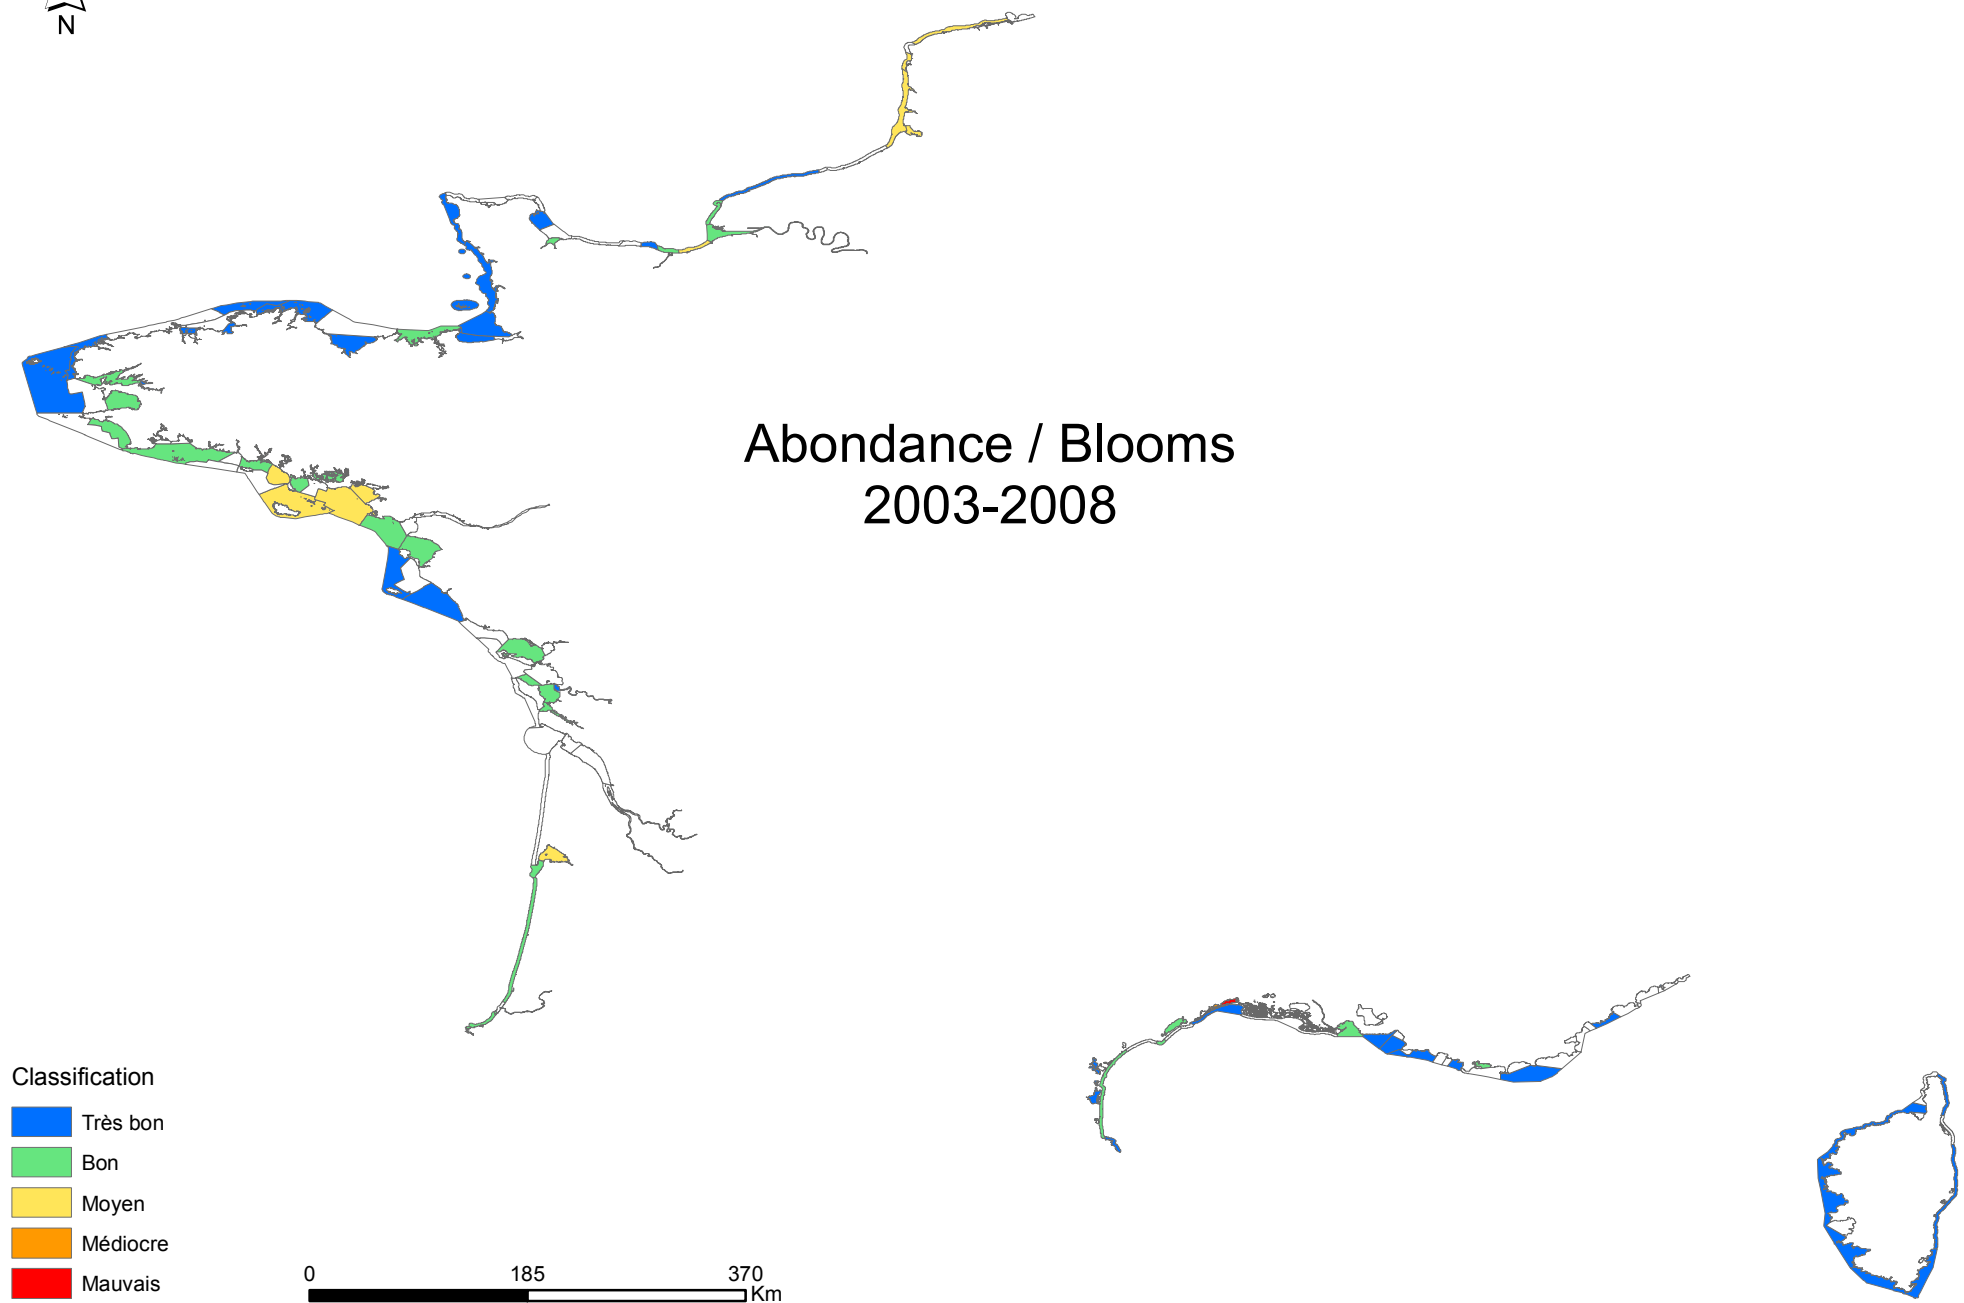 N
Abondance / Blooms
2003-2008
Classification
Très bon
Bon
Moyen
Médiocre
Mauvais
0 185 370
Km